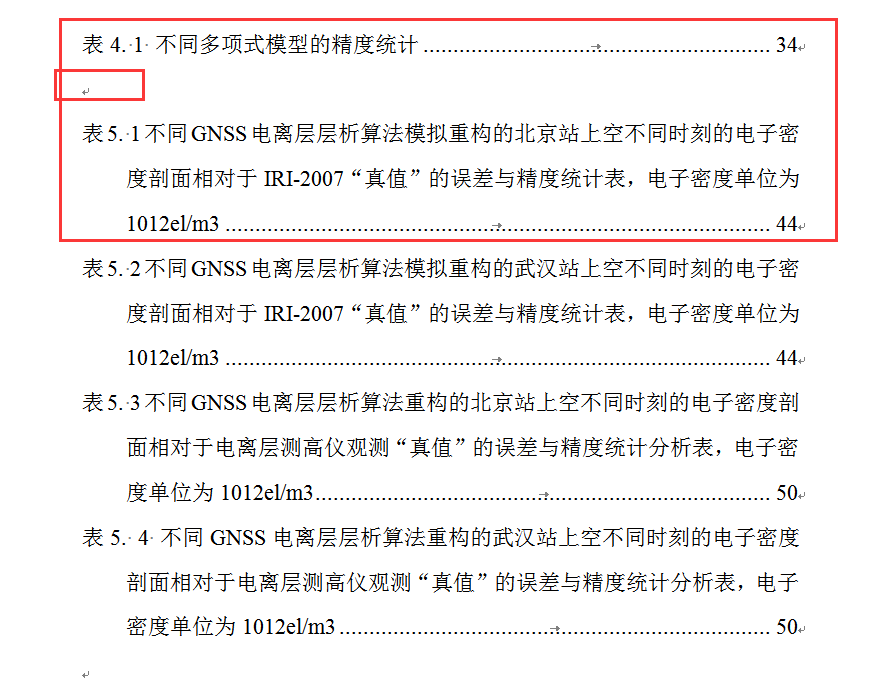 表 4. 1 不同多项式模型的精度统计 ........................................................ 34
表 5. 1 不同 GNSS 电离层层析算法模拟重构的北京站上空不同时刻的电子密
度剖面相对于 IRI-2007“真值”的误差与精度统计表，电子密度单位为
1012el/m3 ........................................................ 44
表 5. 2 不同 GNSS 电离层层析算法模拟重构的武汉站上空不同时刻的电子密
度剖面相对于 IRI-2007“真值”的误差与精度统计表，电子密度单位为
1012el/m3 ........................................................ 44
表 5. 3 不同 GNSS 电离层层析算法重构的北京站上空不同时刻的电子密度剖
面相对于电离层测高仪观测“真值”的误差与精度统计分析表，电子密
度单位为 1012el/m3........................................................ 50
表 5. 4 不同 GNSS 电离层层析算法重构的武汉站上空不同时刻的电子密度
剖面相对于电离层测高仪观测“真值”的误差与精度统计分析表，电子
密度单位为 1012el/m3 ........................................................ 50